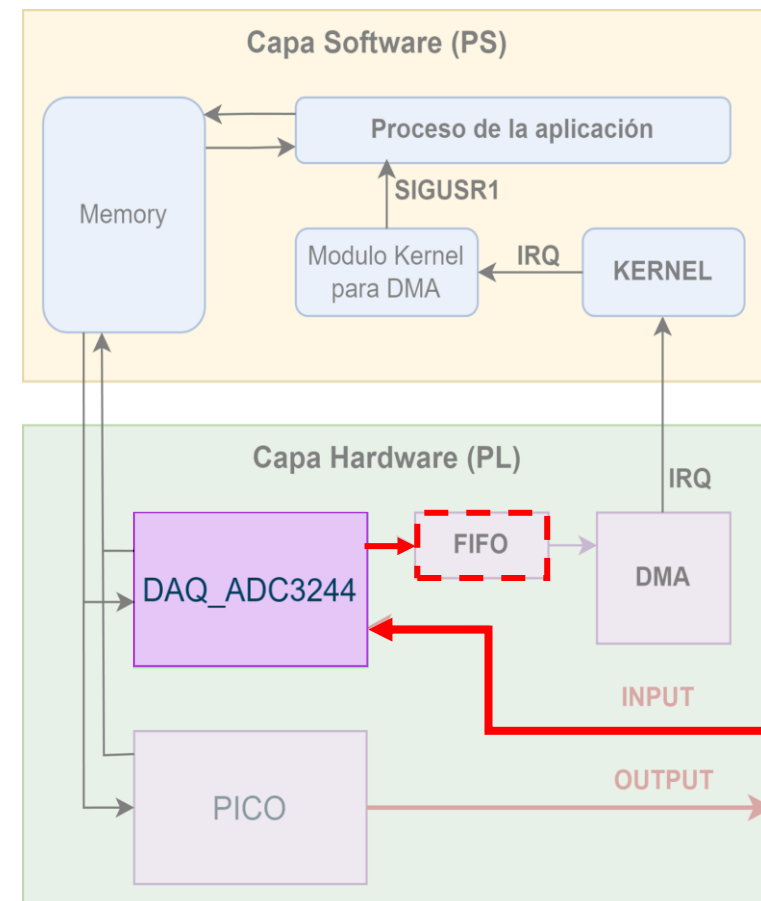 Capa Software (PS)
Memory
Proceso de la aplicación
SIGUSR1
Modulo Kernel
para DMA
IRQ
KERNEL
Capa Hardware (PL)
IRQ
DAQ_ADC3244
FIFO
DMA
INPUT
OUTPUT
PICO